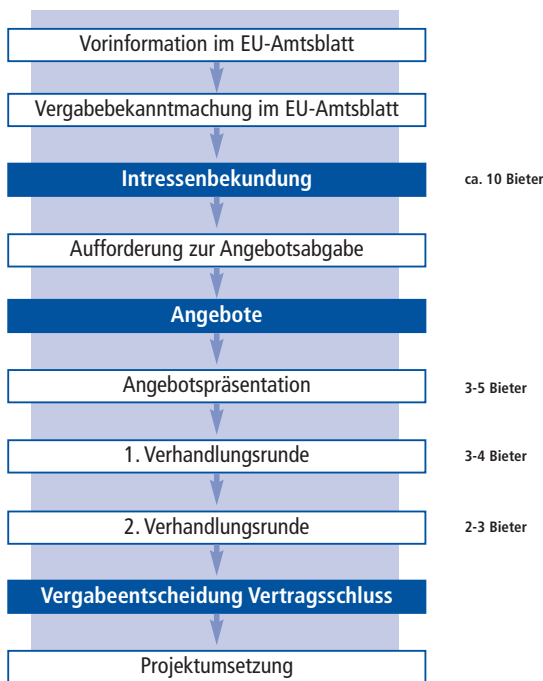 Vorinformation im EU-Amtsblatt
Vergabebekanntmachung im EU-Amtsblatt
Intressenbekundung
ca. 10 Bieter
Aufforderung zur Angebotsabgabe
Angebote
Angebotspräsentation
3-5 Bieter
1. Verhandlungsrunde
3-4 Bieter
2. Verhandlungsrunde
2-3 Bieter
Vergabeentscheidung Vertragsschluss
Projektumsetzung